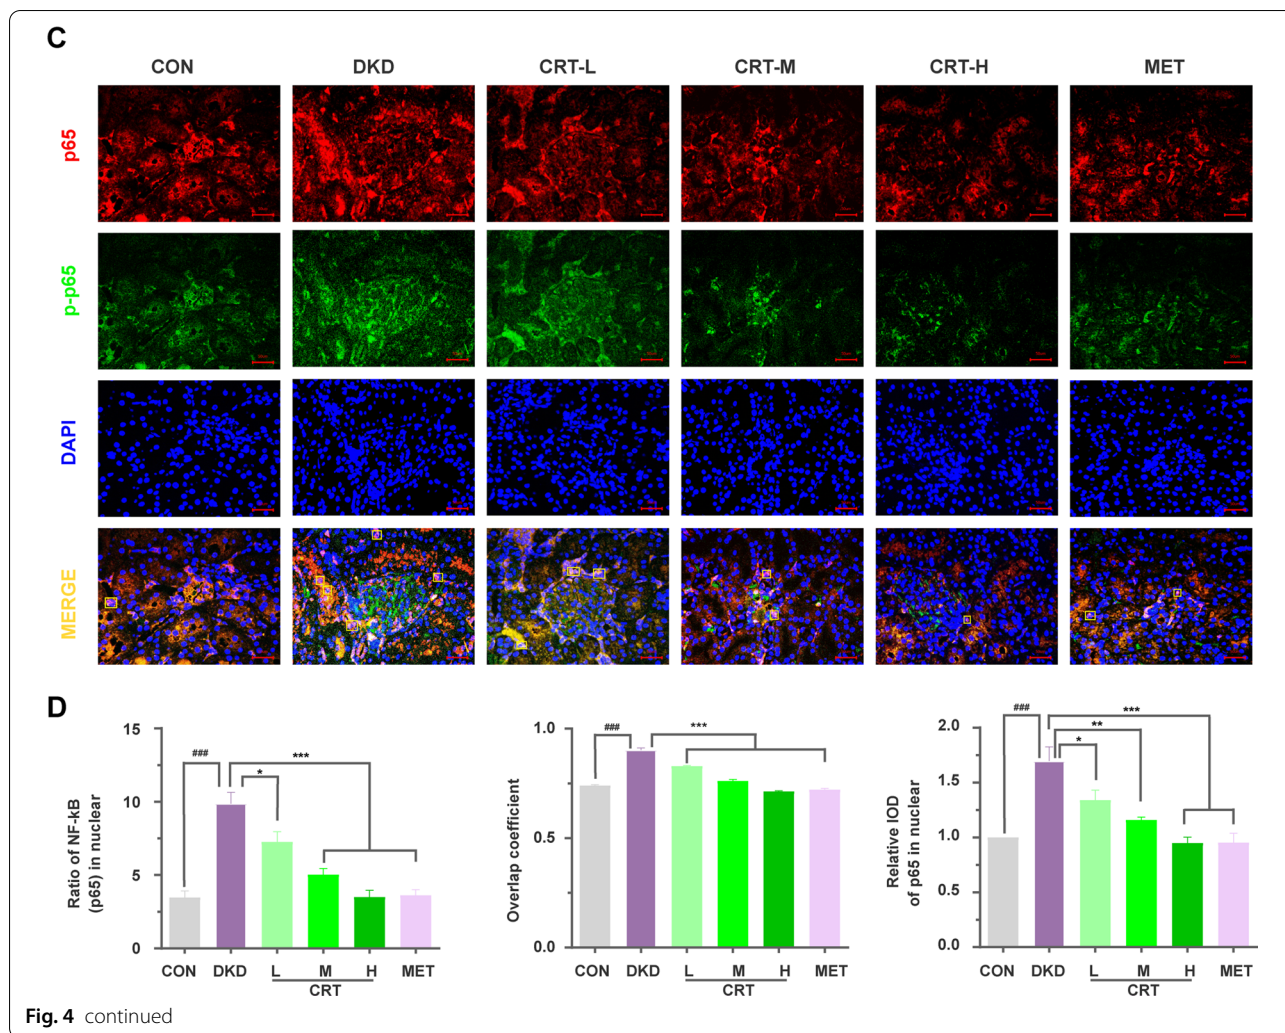 C
CON DKD CRT-L CRT-M CRT-H MET
p65
p-p65
DAPI
MERGE
D
Ratio of NF-kB
(p65) in nuclear
15
10
5
0
###
*
***
CON DKD L M H MET
CRT
Overlap coefficient
1.0
0.5
0.0
###
***
CON DKD L M H MET
CRT
Relative IOD
of p65 in nuclear
2.0
1.5
1.0
0.5
0.0
###
***
**
*
CON DKD L M H MET
CRT
Fig. 4 continued